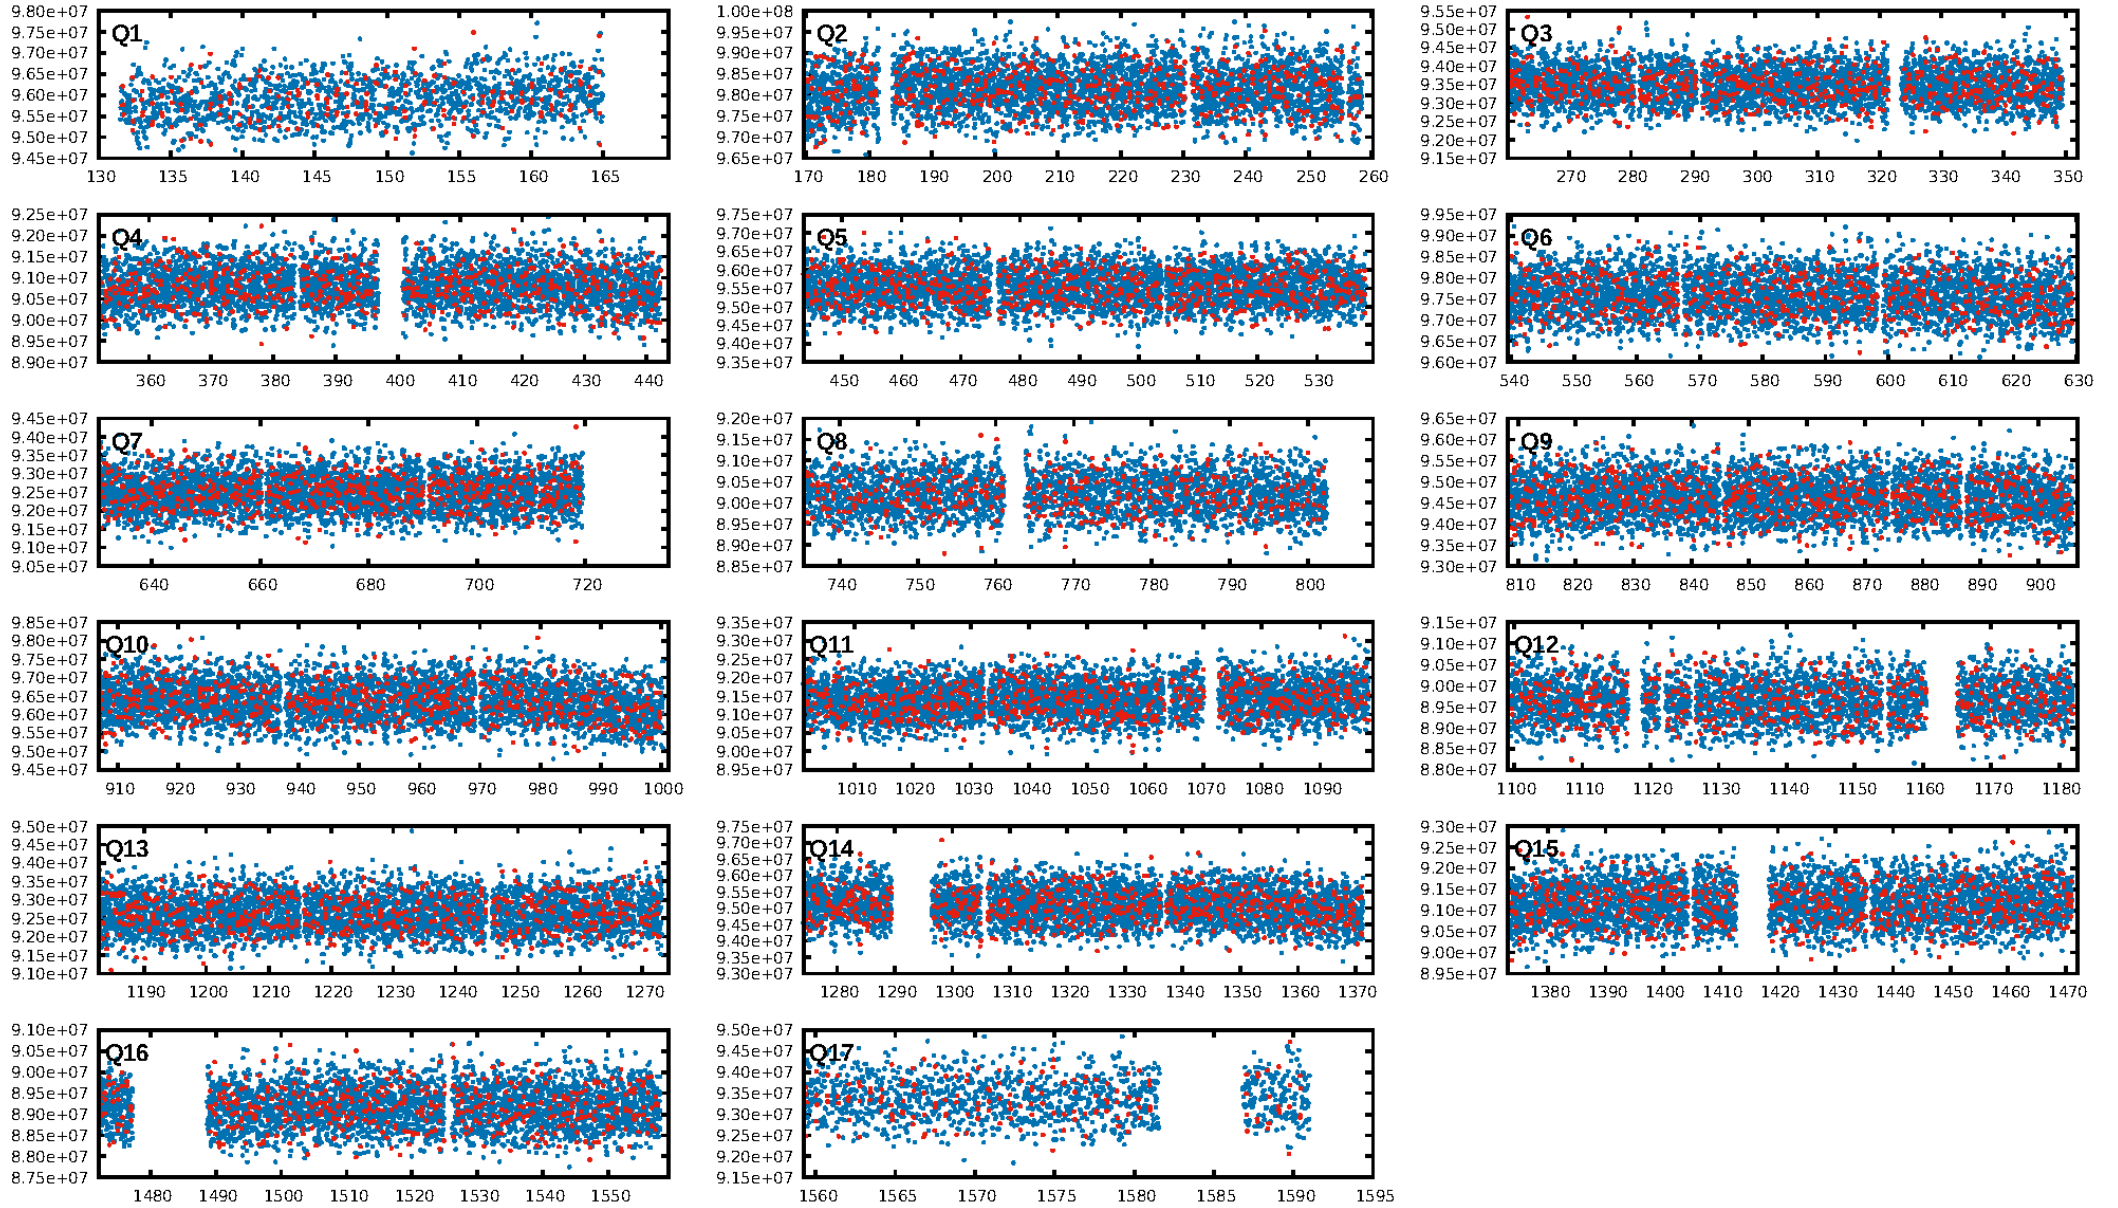 9.80e+07
9.75e+07
9.70e+07
9.65e+07
9.60e+07
9.55e+07
9.50e+07
9.45e+07
Q1
130 135 140 145 150 155 160 165
1.00e+08
9.95e+07
9.90e+07
9.85e+07
9.80e+07
9.75e+07
9.70e+07
9.65e+07
Q2
170 180 190 200 210 220 230 240 250 260
9.55e+07
9.50e+07
9.45e+07
9.40e+07
9.35e+07
9.30e+07
9.25e+07
9.20e+07
9.15e+07
Q3
270 280 290 300 310 320 330 340 350
9.25e+07
9.20e+07
9.15e+07
9.10e+07
9.05e+07
9.00e+07
8.95e+07
8.90e+07
Q4
360 370 380 390 400 410 420 430 440
9.75e+07
9.70e+07
9.65e+07
9.60e+07
9.55e+07
9.50e+07
9.45e+07
9.40e+07
9.35e+07
Q5
450 460 470 480 490 500 510 520 530
9.95e+07
9.90e+07
9.85e+07
9.80e+07
9.75e+07
9.70e+07
9.65e+07
9.60e+07
Q6
540 550 560 570 580 590 600 610 620 630
9.45e+07
9.40e+07
9.35e+07
9.30e+07
9.25e+07
9.20e+07
9.15e+07
9.10e+07
9.05e+07
Q7
640 660 680 700 720
9.20e+07
9.15e+07
9.10e+07
9.05e+07
9.00e+07
8.95e+07
8.90e+07
8.85e+07
Q8
740 750 760 770 780 790 800
9.65e+07
9.60e+07
9.55e+07
9.50e+07
9.45e+07
9.40e+07
9.35e+07
9.30e+07
Q9
810 820 830 840 850 860 870 880 890 900
9.85e+07
9.80e+07
9.75e+07
9.70e+07
9.65e+07
9.60e+07
9.55e+07
9.50e+07
9.45e+07
Q10
910 920 930 940 950 960 970 980 990 1000
9.35e+07
9.30e+07
9.25e+07
9.20e+07
9.15e+07
9.10e+07
9.05e+07
9.00e+07
8.95e+07
Q11
1010 1020 1030 1040 1050 1060 1070 1080 1090
9.15e+07
9.10e+07
9.05e+07
9.00e+07
8.95e+07
8.90e+07
8.85e+07
8.80e+07
Q12
1100 1110 1120 1130 1140 1150 1160 1170 1180
9.50e+07
9.45e+07
9.40e+07
9.35e+07
9.30e+07
9.25e+07
9.20e+07
9.15e+07
9.10e+07
Q13
1190 1200 1210 1220 1230 1240 1250 1260 1270
9.75e+07
9.70e+07
9.65e+07
9.60e+07
9.55e+07
9.50e+07
9.45e+07
9.40e+07
9.35e+07
9.30e+07
Q14
1280 1290 1300 1310 1320 1330 1340 1350 1360 1370
9.30e+07
9.25e+07
9.20e+07
9.15e+07
9.10e+07
9.05e+07
9.00e+07
8.95e+07
Q15
1380 1390 1400 1410 1420 1430 1440 1450 1460 1470
9.10e+07
9.05e+07
9.00e+07
8.95e+07
8.90e+07
8.85e+07
8.80e+07
8.75e+07
Q16
1480 1490 1500 1510 1520 1530 1540 1550
9.50e+07
9.45e+07
9.40e+07
9.35e+07
9.30e+07
9.25e+07
9.20e+07
9.15e+07
Q17
1560 1565 1570 1575 1580 1585 1590 1595